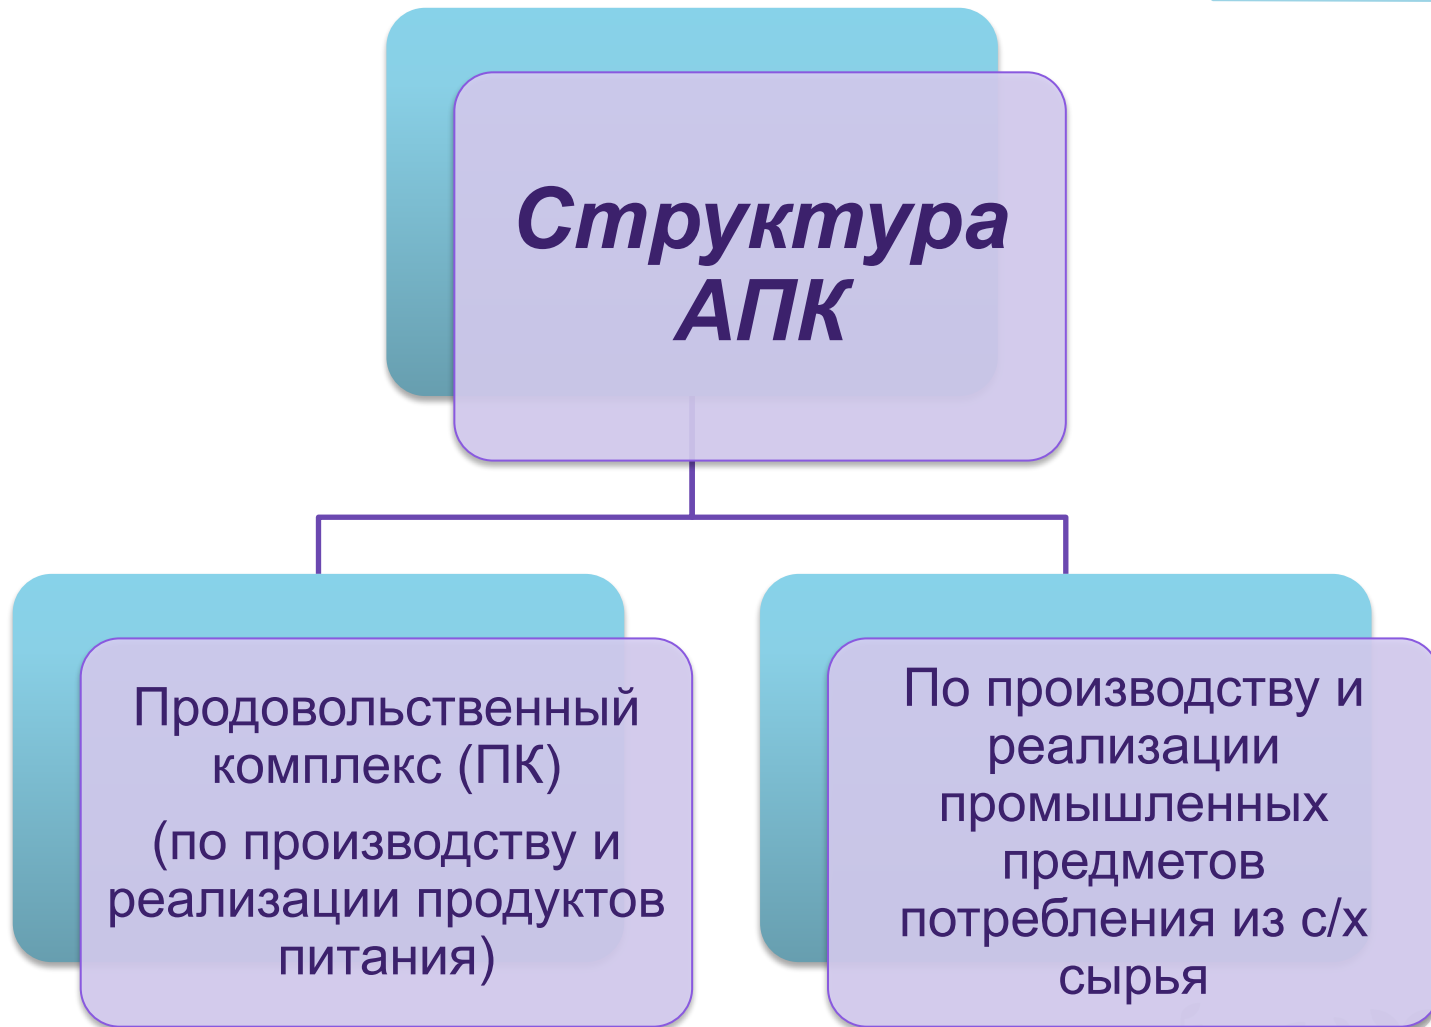 Структура
АПК
Продовольственный
комплекс (ПК)
(по производству и
реализации продуктов
питания)
По производству и
реализации
промышленных
предметов
потребления из с/х
сырья